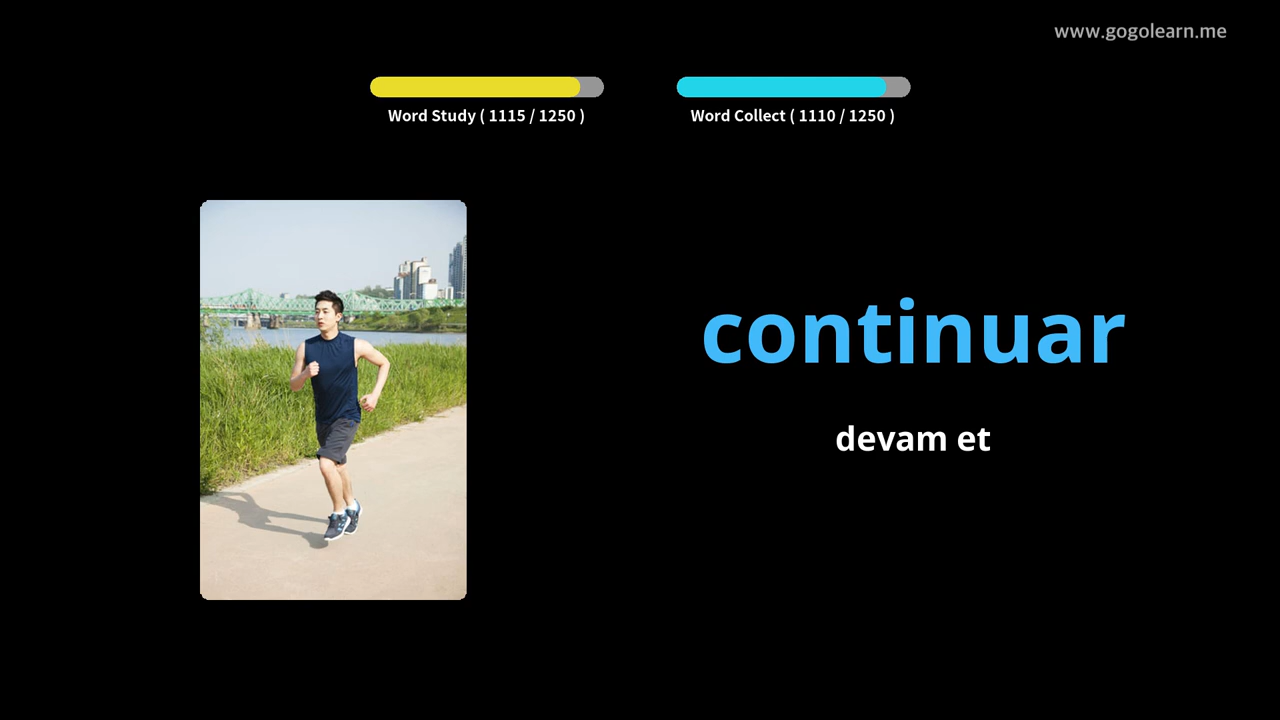 www.gogolearn.me
Word Study ( 1115 / 1250 )
Word Collect ( 1110 / 1250 )
continuar
devam et